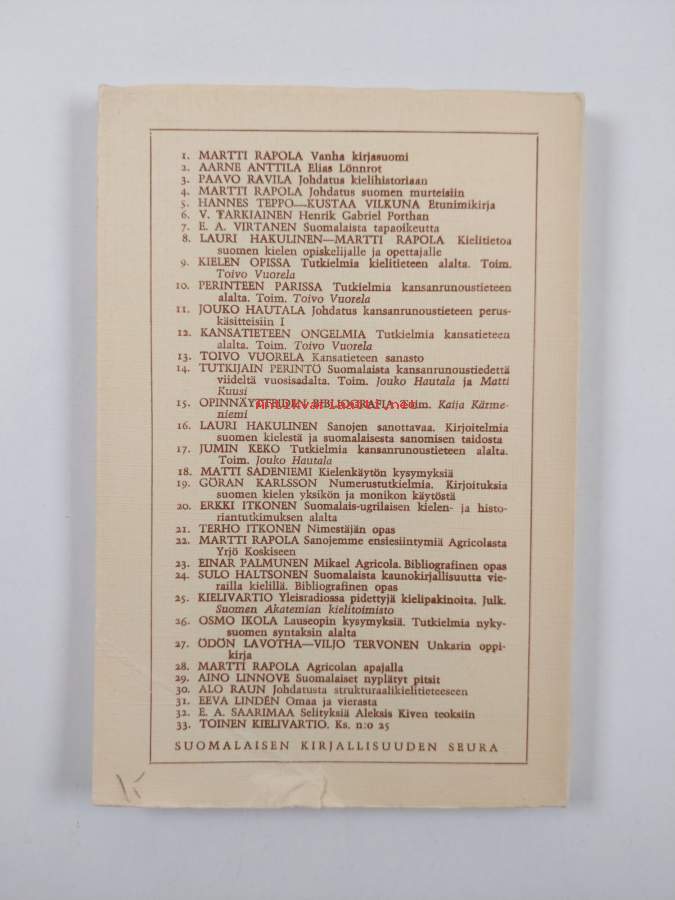 1. MARTTI RAPOLA Vanha kirjasuomi
2. AARNE ANTTILA Elias Lönnrot
3. PAAVO RAVILA Johdatus kielihistoriaan
4. MARTTI RAPOLA Johdatus suomen murteisiin
5. HANNES TEPPO—KUSTAA VILKUNA Etunimikirja
6. V. TARKIAINEN Henrik Gabriel Porthan
7. E. A. VIRTANEN Suomalaista tapaoikeutta
8. LAURI HAKULINEN—MARTTI RAPOLA Kielitietoa
suomen kielen opiskelijalle ja opettajalle
9. KIELEN OPISSA Tutkielmia kielitieteen alalta. Toim.
Toivo Vuorela
10. PERINTEEN PARISSA Tutkielmia kansanrunoustieteen
alalta. Toim. Toivo Vuorela
11. JOUKO HAUTALA Johdatus kansanrunoustieteen perus-
käsitteisiin I
12. KANSATIETEEN ONGELMIA Tutkielmia kansatieteen
alalta. Toim. Toivo Vuorela
13. TOIVO VUORELA Kansatieteen sanasto
14. TUTKIJAIN PERINTÖ Suomalaista kansanrunoustiedettä
viideltä vuosisadalta. Toim. Jouko Hautala ja Matti
Kuusi
15. OPINNÄYTTEIDEN BIBLIOGRAFIA Toim. Kaija Kärme-
niemi
16. LAURI HAKULINEN Sanojen sanottavaa. Kirjoitelmia
suomen kielestä ja suomalaisesta sanomisen taidosta
17. JUMIN KEKO Tutkielmia kansanrunoustieteen alalta.
Toim. Jouko Hautala
18. MATTI SADENIEMI Kielenkäytön kysymyksiä
19. GÖRAN KARLSSON Numerustutkielma. Kirjoituksia
suomen kielen yksikön ja monikon käytöstä
20. ERKKI ITKONEN Suomalais-ugrilaisen kielen- ja histo-
riantutkimuksen alalta
21. TERHO ITKONEN Nimestäjän opas
22. MARTTI RAPOLA Sanojemme ensiesiintymiä Agricolasta
Yrjö Koskiseen
23. EINAR PALMUNEN Mikael Agricola. Bibliografinen opas
24. SULO HALTSONEN Suomalaista kaunokirjallisuutta vie-
railla kielillä. Bibliografinen opas
25. KIELIVARTIO Yleisradiossa pidettyjä kielipakinoita. Julk.
Suomen Akatemian kielitoimisto
26. OSMO IKOLA Lauseopin kysymyksiä. Tutkielmia nyky-
suomen syntaksin alalta
27. ÖDÖN LAVOTHA—VILJO TERVONEN Unkarin oppi-
kirja
28. MARTTI RAPOLA Agricolan apajalla
29. AINO LINNOVE Suomalaiset nyplätyt pitsit
30. ALO RAUN Johdatusta strukturaalikielitieteeseen
31. EEVA LINDÉN Omaa ja vierasta
32. E. A. SAARIMAA Selityksiä Aleksis Kiven teoksiin
33. TOINEN KIELIVARTIO. Ks. n:o 25
SUOMALAISEN KIRJALLISUUDEN SEURA